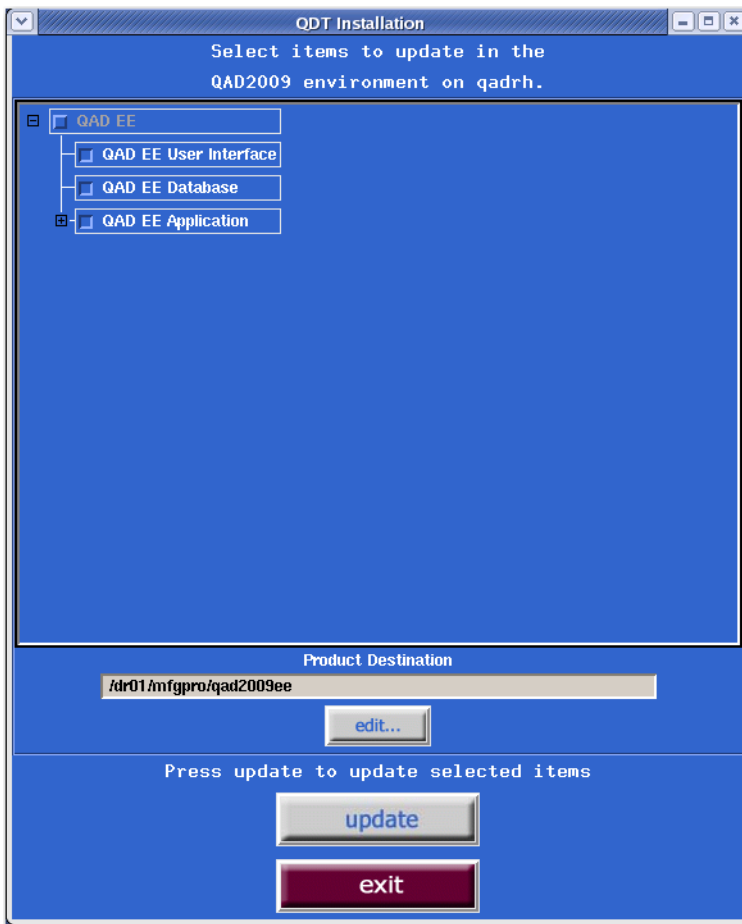 QDT Installation
Select items to update in the
QAD2009 environment on qadrh.
QAD EE
QAD EE User Interface
QAD EE Database
QAD EE Application
Product Destination
/dr01/mfgpro/qad2009ee
edit...
Press update to update selected items
update
exit